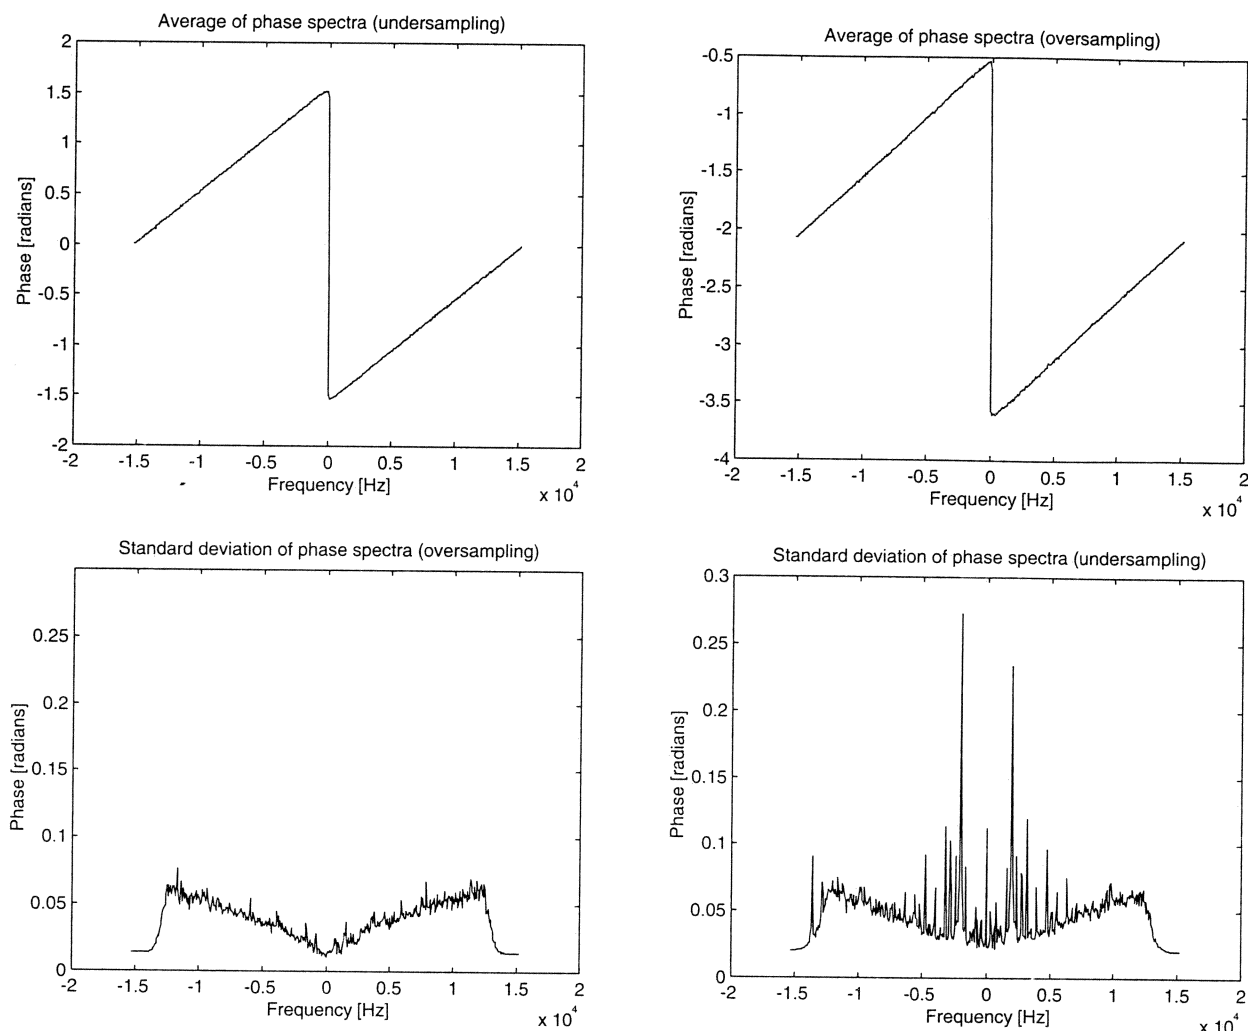 Average of phase spectra (undersampling)
2
1.5
1
0.5
0
-0.5
-1
-1.5
-2
Phase [radians]
-2 -1.5 -1 -0.5 0 0.5 1 1.5 2
Frequency [Hz]
x 10^4
Average of phase spectra (oversampling)
-0.5
-1
-1.5
-2
-2.5
-3
-3.5
-4
Phase [radians]
-2 -1.5 -1 -0.5 0 0.5 1 1.5 2
Frequency [Hz]
x 10^4
Standard deviation of phase spectra (oversampling)
0.25
0.2
0.15
0.1
0.05
0
Phase [radians]
-2 -1.5 -1 -0.5 0 0.5 1 1.5 2
Frequency [Hz]
x 10^4
Standard deviation of phase spectra (undersampling)
0.3
0.25
0.2
0.15
0.1
0.05
0
Phase [radians]
-2 -1.5 -1 -0.5 0 0.5 1 1.5 2
Frequency [Hz]
x 10^4